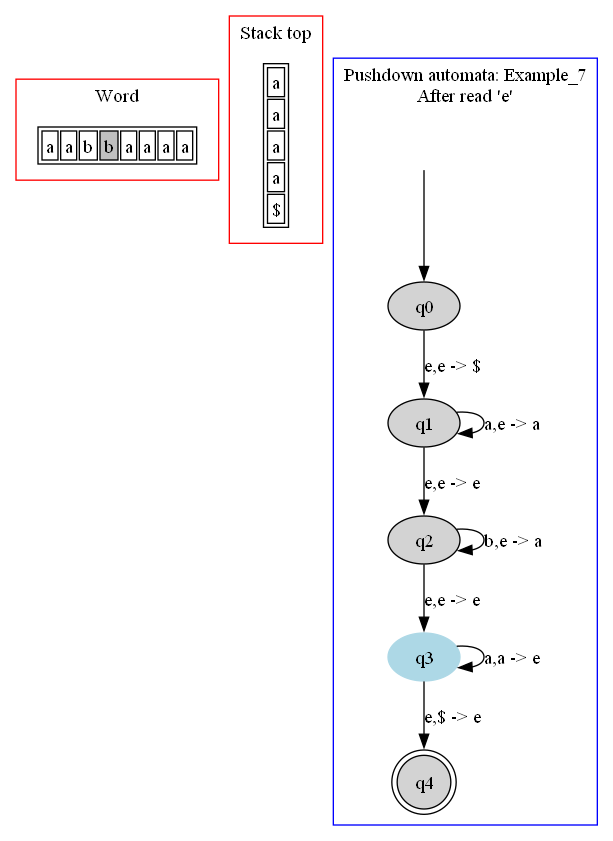 Word
a a b b a a a a
Stack top
a
a
a
a
$
Pushdown automata: Example_7
After read 'e'
q0
e,e -> $
q1
a,e -> a
e,e -> e
q2
b,e -> a
e,e -> e
q3
a,a -> e
e,$ -> e
q4